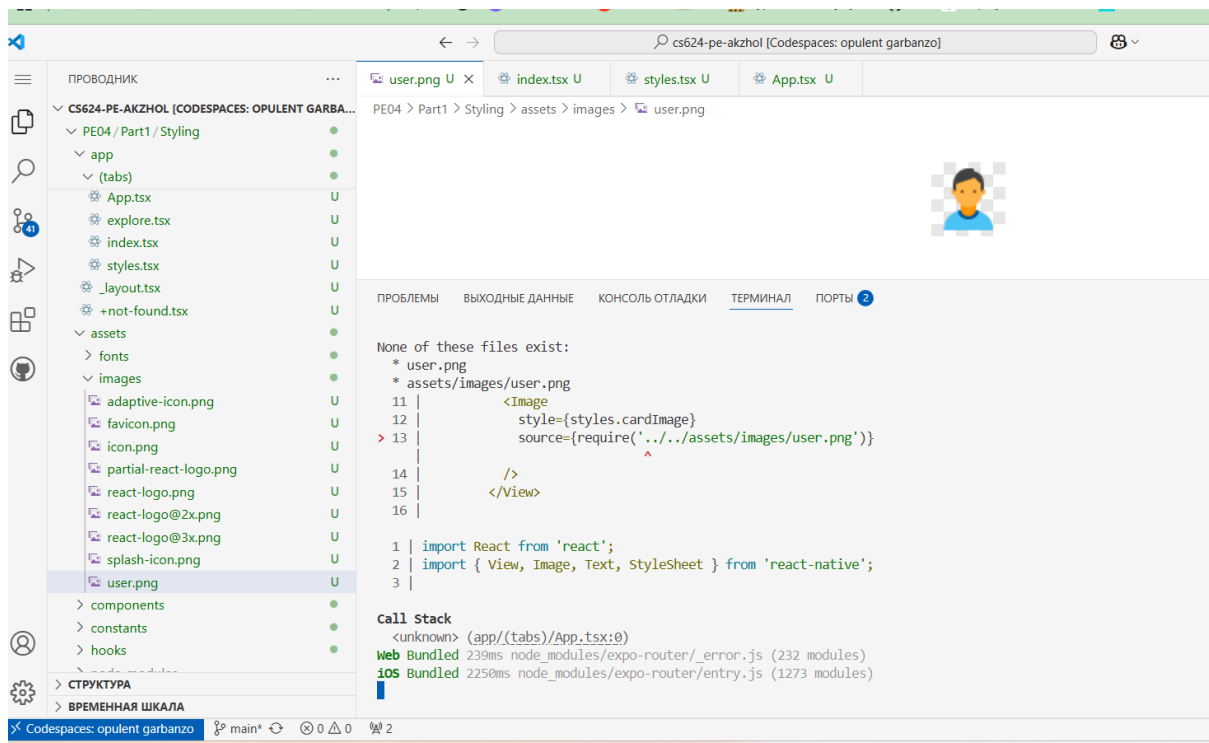 cs624-pe-akzhol [Codespaces: opulent garbanzo]
ПРОВОДНИК
CS624-PE-AKZHOL [CODESPACES: OPULENT GARBA...
PE04 / Part1 / Styling
app
(tabs)
App.tsx U
explore.tsx U
index.tsx U
styles.tsx U
_layout.tsx U
+not-found.tsx U
assets
fonts
images
adaptive-icon.png U
favicon.png U
icon.png U
partial-react-logo.png U
react-logo.png U
react-logo@2x.png U
react-logo@3x.png U
splash-icon.png U
user.png U
components
constants
hooks
СТРУКТУРА
ВРЕМЕННАЯ ШКАЛА
41
user.png U index.tsx U styles.tsx U App.tsx U
PE04 > Part1 > Styling > assets > images > user.png
ПРОБЛЕМЫ ВЫХОДНЫЕ ДАННЫЕ КОНСОЛЬ ОТЛАДКИ ТЕРМИНАЛ ПОРТЫ 2
None of these files exist:
* user.png
* assets/images/user.png
11 | <Image
12 | style={styles.cardImage}
> 13 | source={require('../../assets/images/user.png')}
| ^
14 | />
15 | </View>
16 |
1 | import React from 'react';
2 | import { View, Image, Text, StyleSheet } from 'react-native';
3 |
Call Stack
<unknown> (app/(tabs)/App.tsx:0)
Web Bundled 239ms node_modules/expo-router/_error.js (232 modules)
iOS Bundled 2250ms node_modules/expo-router/entry.js (1273 modules)
Codespaces: opulent garbanzo main* 0 0 2